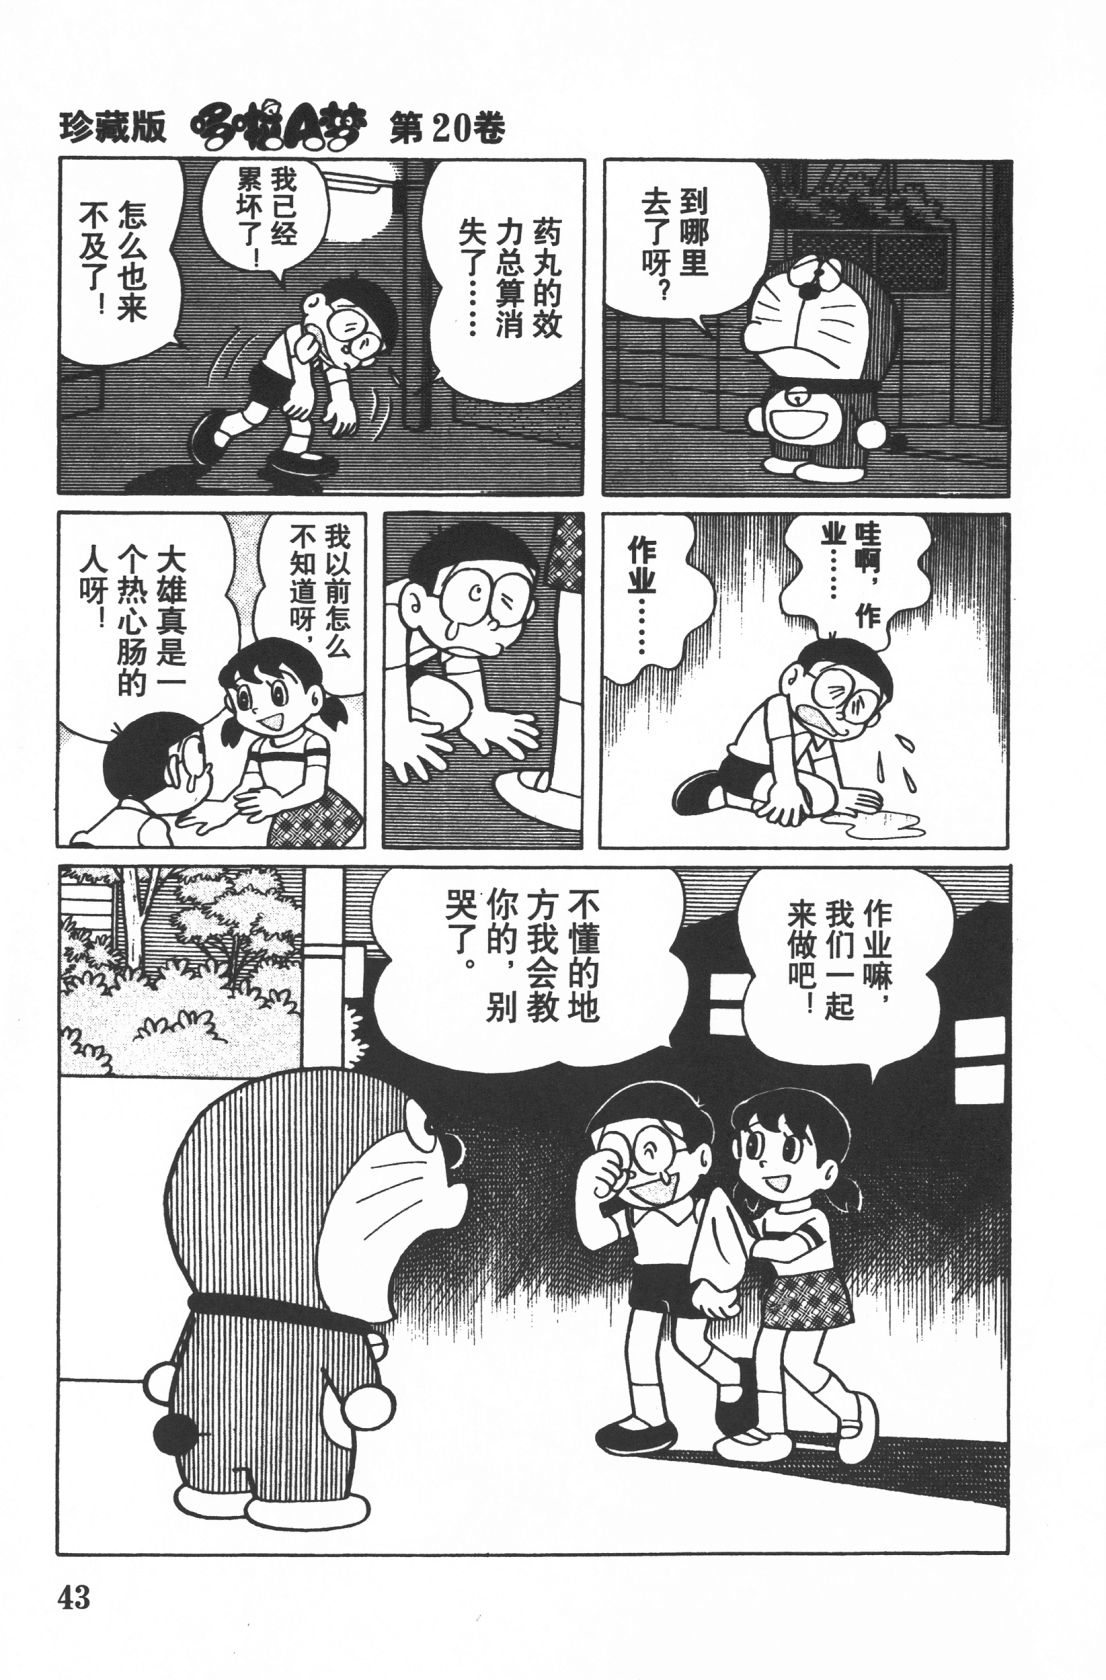 珍藏版 哆啦A梦 第20卷
到哪里
去了呀？
药丸的效
力总算消
失了……
我已经
累坏了！
怎么也来
不及了！
哇啊，作
业……
作业……
我以前怎么
不知道呀，
大雄真是一
个热心肠的
人呀！
作业嘛，
我们一起
来做吧！
不懂的地
方我会教
你的，别
哭了。
43